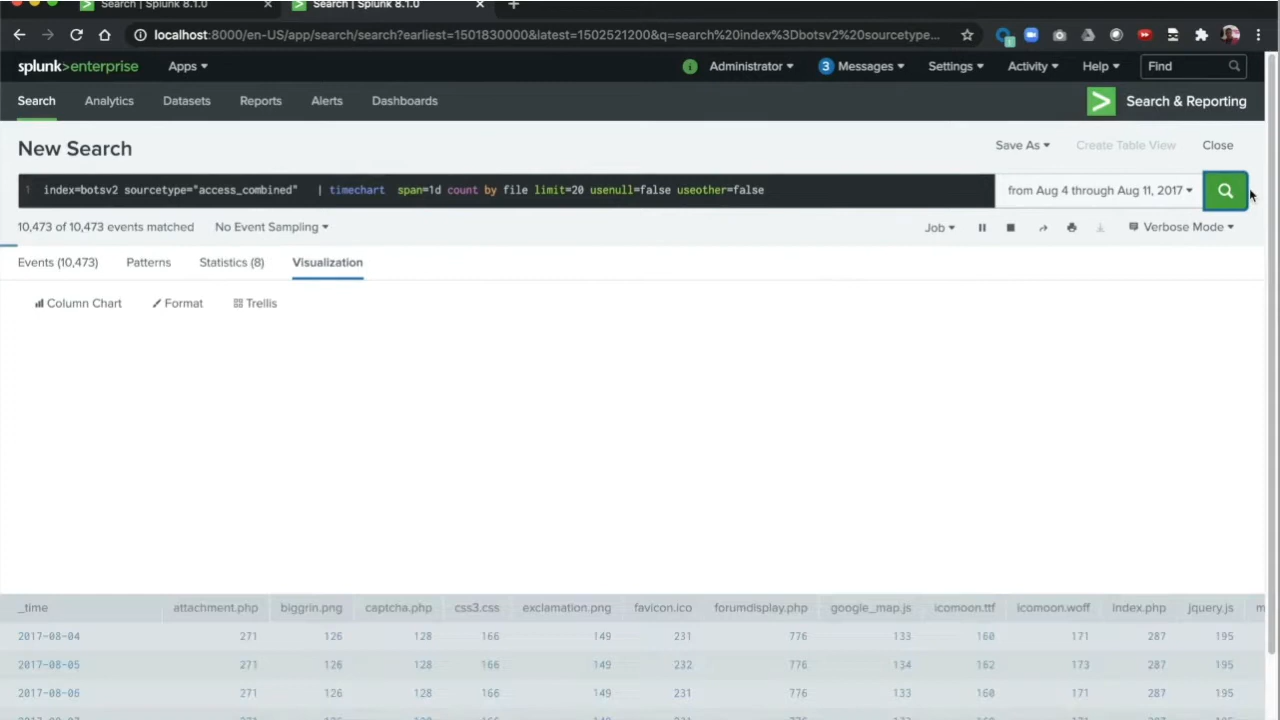 Search | Splunk 8.1.0
Search | Splunk 8.1.0
localhost:8000/en-US/app/search/search?earliest=1501830000&latest=1502521200&q=search%20index%3Dbotsv2%20sourcetype...
splunk>enterprise Apps Administrator 3 Messages Settings Activity Help Find
Search Analytics Datasets Reports Alerts Dashboards Search & Reporting
New Search Save As Create Table View Close
1 index=botsv2 sourcetype="access_combined" | timechart span=1d count by file limit=20 usenull=false useother=false from Aug 4 through Aug 11, 2017
10,473 of 10,473 events matched No Event Sampling Job Verbose Mode
Events (10,473) Patterns Statistics (8) Visualization
Column Chart Format Trellis
_time attachment.php biggrin.png captcha.php css3.css exclamation.png favicon.ico forumdisplay.php google_map.js icomoon.ttf icomoon.woff index.php jquery.js m
2017-08-04 271 126 128 166 149 231 776 133 160 171 287 195
2017-08-05 271 126 128 166 149 232 776 134 162 173 287 195
2017-08-06 271 126 128 166 149 231 776 133 160 171 287 195